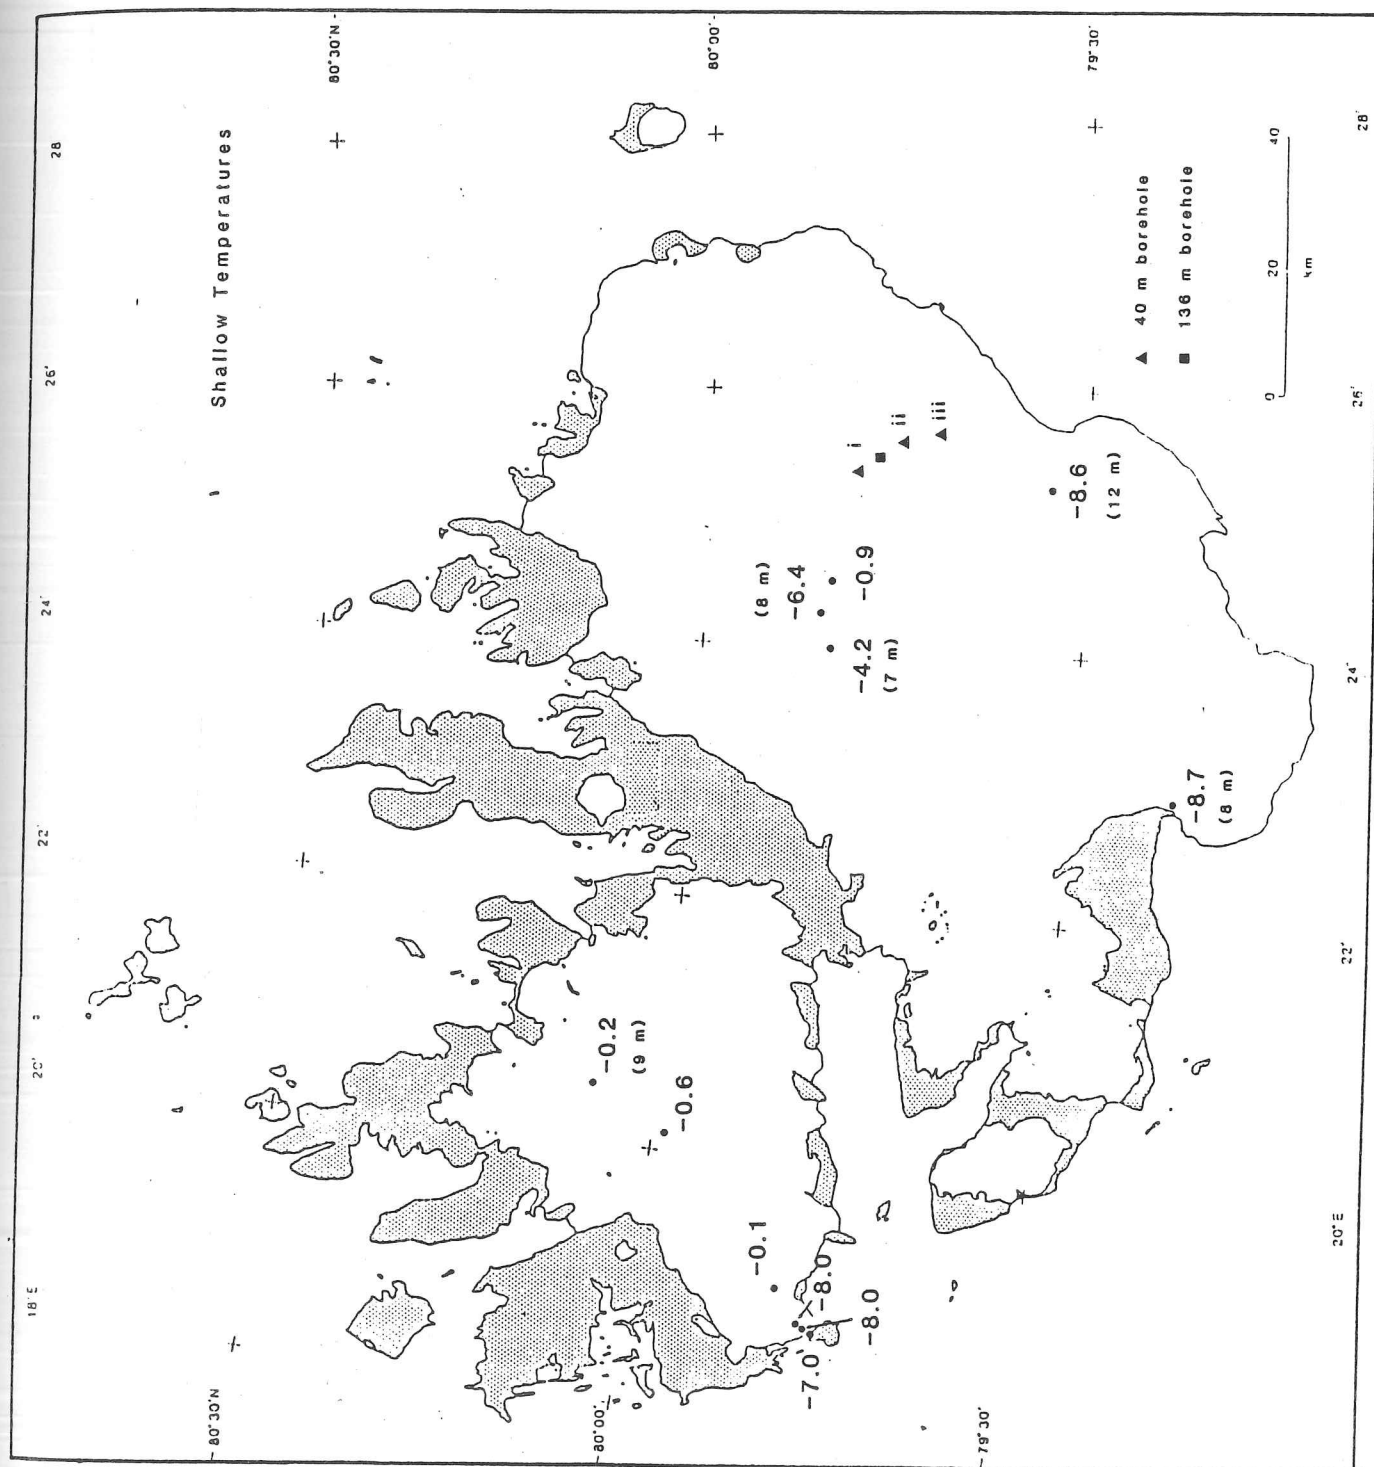 Shallow Temperatures
80°30'N
80°00'
79°30'
18°E
20°
22°
24°
26°
28
28°
26°
24°
22°
20°E
80°30'N
80°00'
79°30'
▲ 40 m borehole
■ 136 m borehole
0 20 40
km
i
ii
iii
-8.6
(12 m)
(8 m)
-6.4
-0.9
-4.2
(7 m)
-8.7
(8 m)
-0.2
(9 m)
-0.6
-0.1
-8.0
-8.0
-7.0